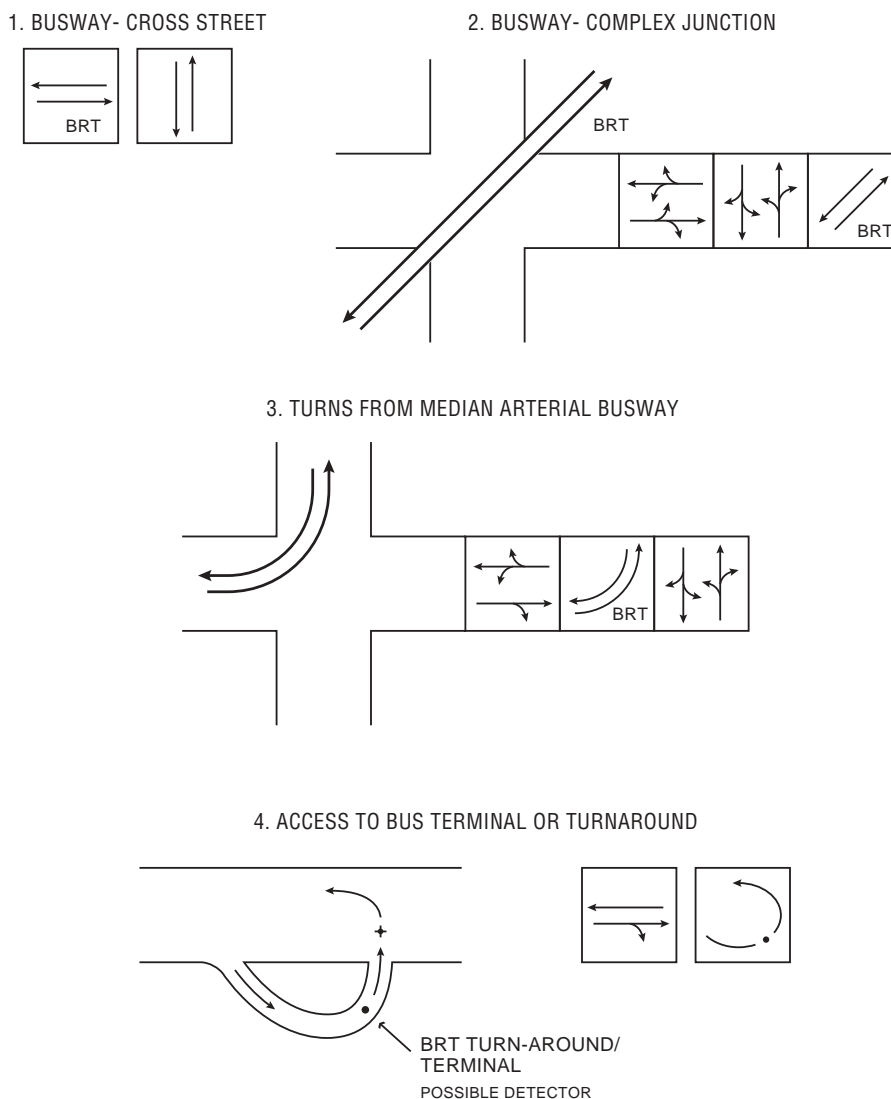 1. BUSWAY- CROSS STREET
BRT
2. BUSWAY- COMPLEX JUNCTION
BRT
BRT
3. TURNS FROM MEDIAN ARTERIAL BUSWAY
BRT
4. ACCESS TO BUS TERMINAL OR TURNAROUND
BRT TURN-AROUND/
TERMINAL
POSSIBLE DETECTOR